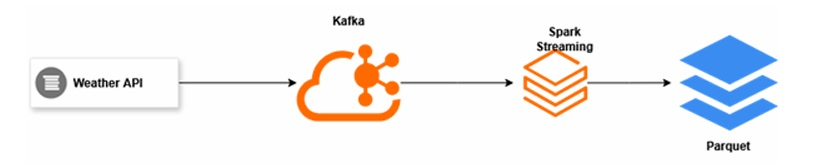 Kafka
Spark
Streaming
Weather API
Parquet